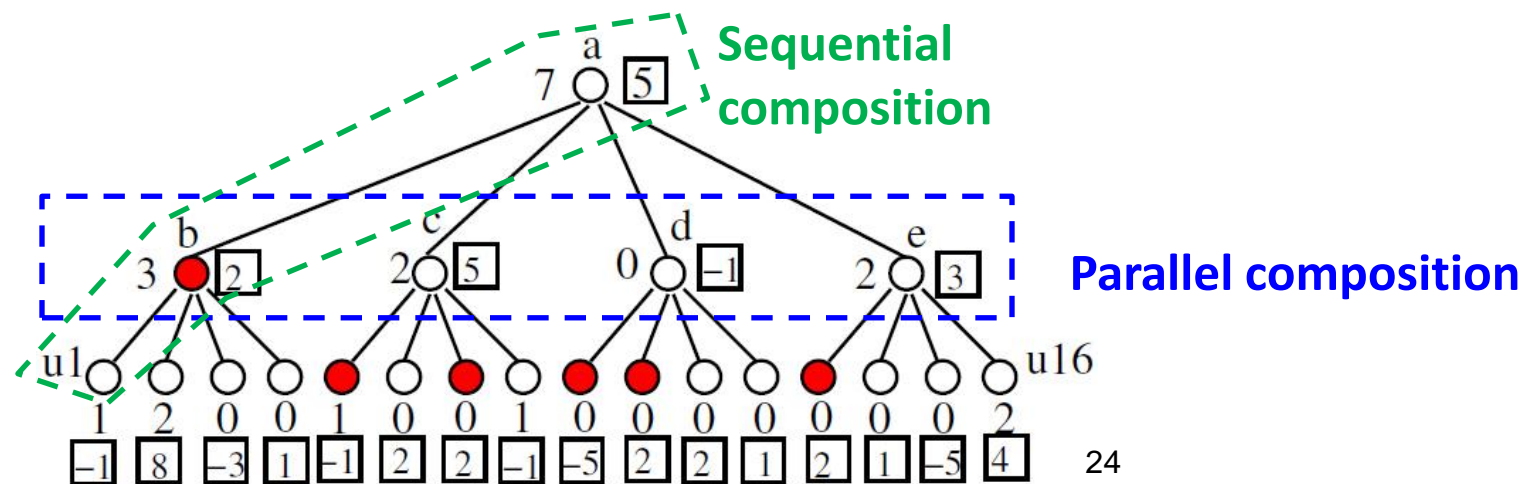 Sequential
composition
a
7 5
b c d e
3 2 2 5 0 -1 2 3
Parallel composition
u1 u16
1 2 0 0 1 0 0 1 0 0 0 0 0 0 0 2
-1 8 -3 1 -1 2 2 -1 -5 2 2 1 2 1 -5 4
24